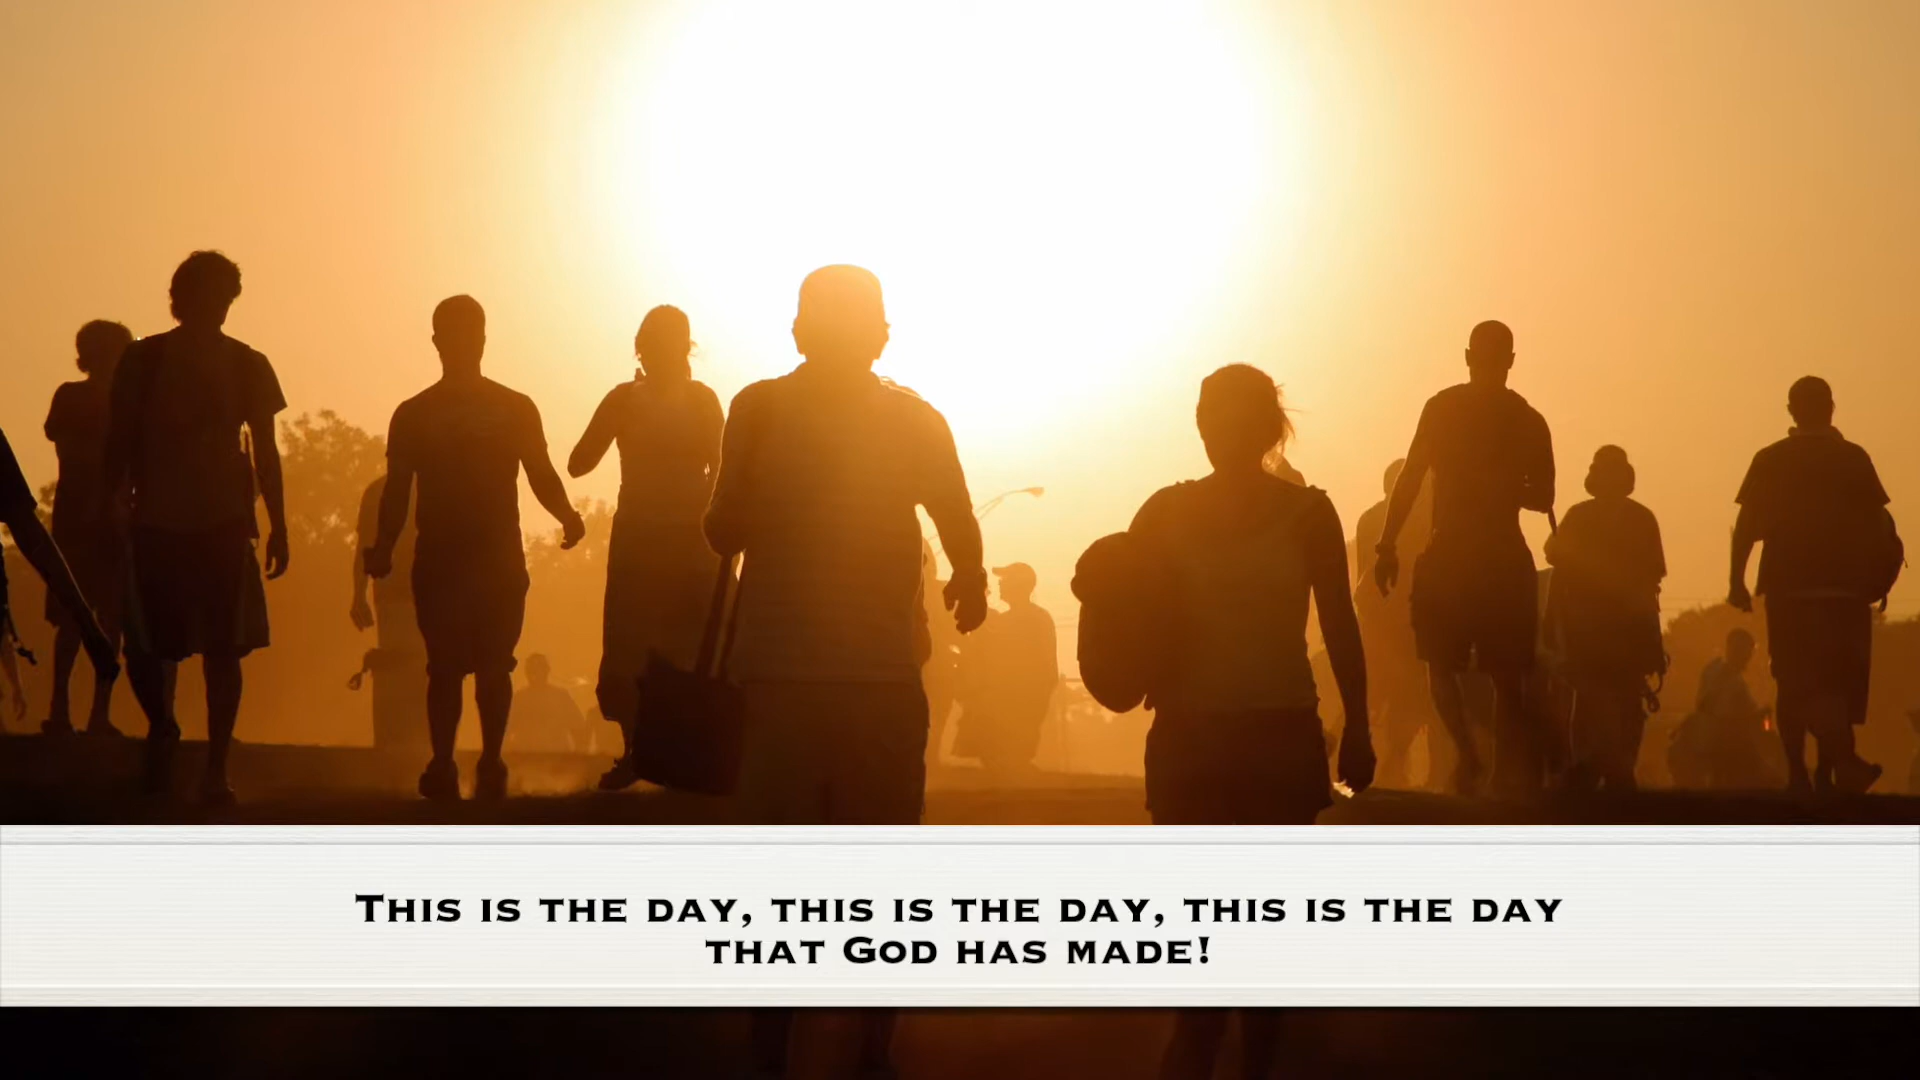 This is the day, this is the day, this is the day
that God has made!